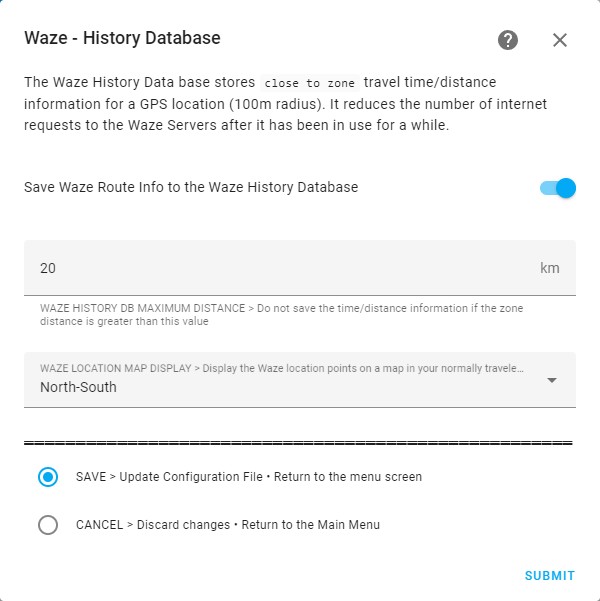 Waze - History Database
The Waze History Data base stores close to zone travel time/distance
information for a GPS location (100m radius). It reduces the number of internet
requests to the Waze Servers after it has been in use for a while.
Save Waze Route Info to the Waze History Database
20 km
WAZE HISTORY DB MAXIMUM DISTANCE > Do not save the time/distance information if the zone
distance is greater than this value
WAZE LOCATION MAP DISPLAY > Display the Waze location points on a map in your normally travele...
North-South
SAVE > Update Configuration File • Return to the menu screen
CANCEL > Discard changes • Return to the Main Menu
SUBMIT